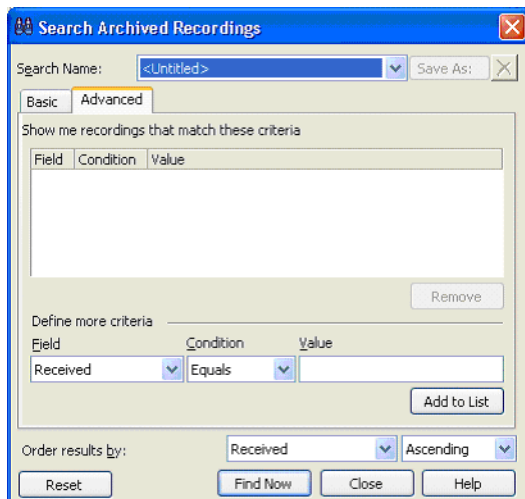 Search Archived Recordings
Search Name: <Untitled> Save As:
Basic Advanced
Show me recordings that match these criteria
Field Condition Value
Remove
Define more criteria
Field Condition Value
Received Equals
Add to List
Order results by: Received Ascending
Reset Find Now Close Help